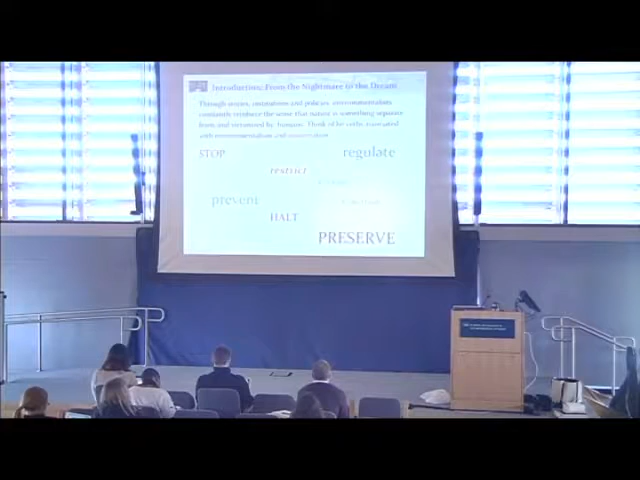 Introduction: From the Nightmare to the Dream
Through stories, institutions and policies environmentalists
constantly reinforce the sense that nature is something separate
from and victimized by humans. Think of key verbs associated
with environmentalism and conservation
STOP regulate
restrict
prevent
HALT
PRESERVE